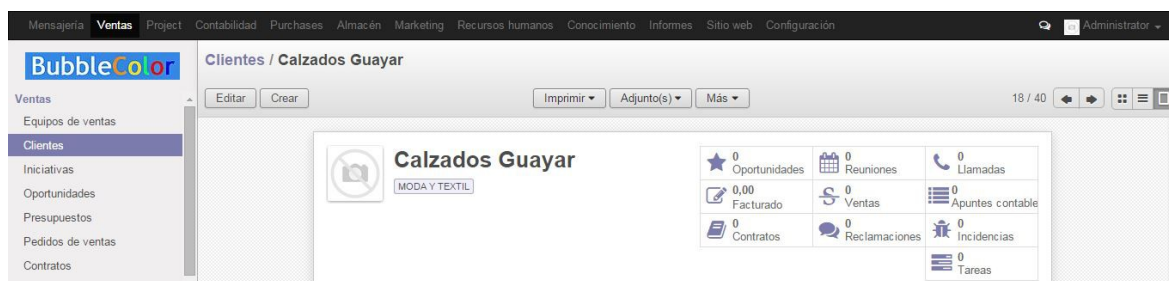 Mensajería Ventas Project Contabilidad Purchases Almacén Marketing Recursos humanos Conocimiento Informes Sitio web Configuración Administrator
BubbleColor
Clientes / Calzados Guayar
Ventas
Editar Crear Imprimir Adjunto(s) Más 18 / 40
Equipos de ventas
Clientes
Iniciativas
Oportunidades
Presupuestos
Pedidos de ventas
Contratos
Calzados Guayar
MODA Y TEXTIL
0 Oportunidades
0 Reuniones
0 Llamadas
0,00 Facturado
0 Ventas
0 Apuntes contable
0 Contratos
0 Reclamaciones
0 Incidencias
0 Tareas